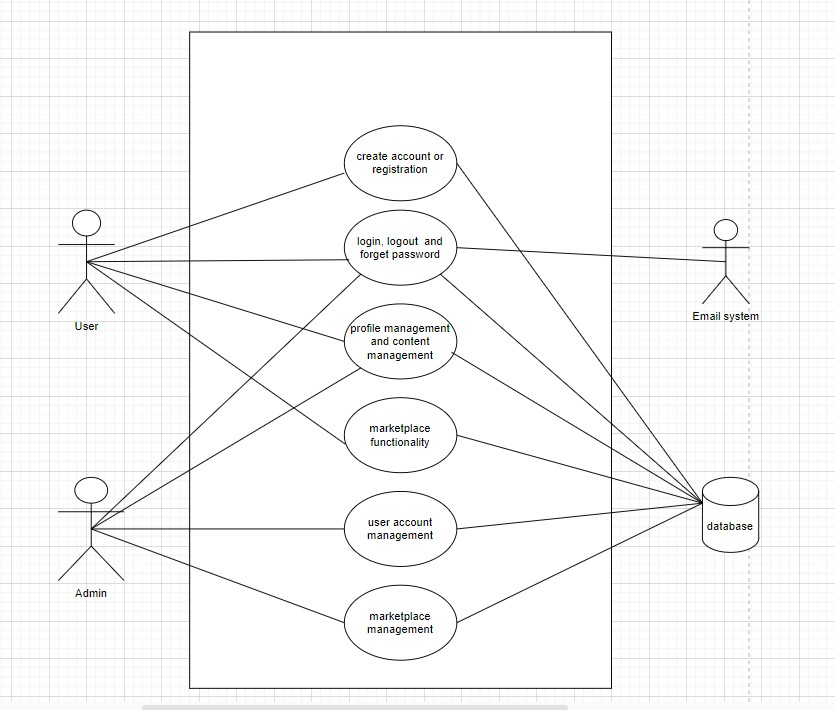 create account or
registration
login, logout  and
forget password
User
Email system
profile management
and content
management
marketplace
functionality
user account
management
database
Admin
marketplace
management